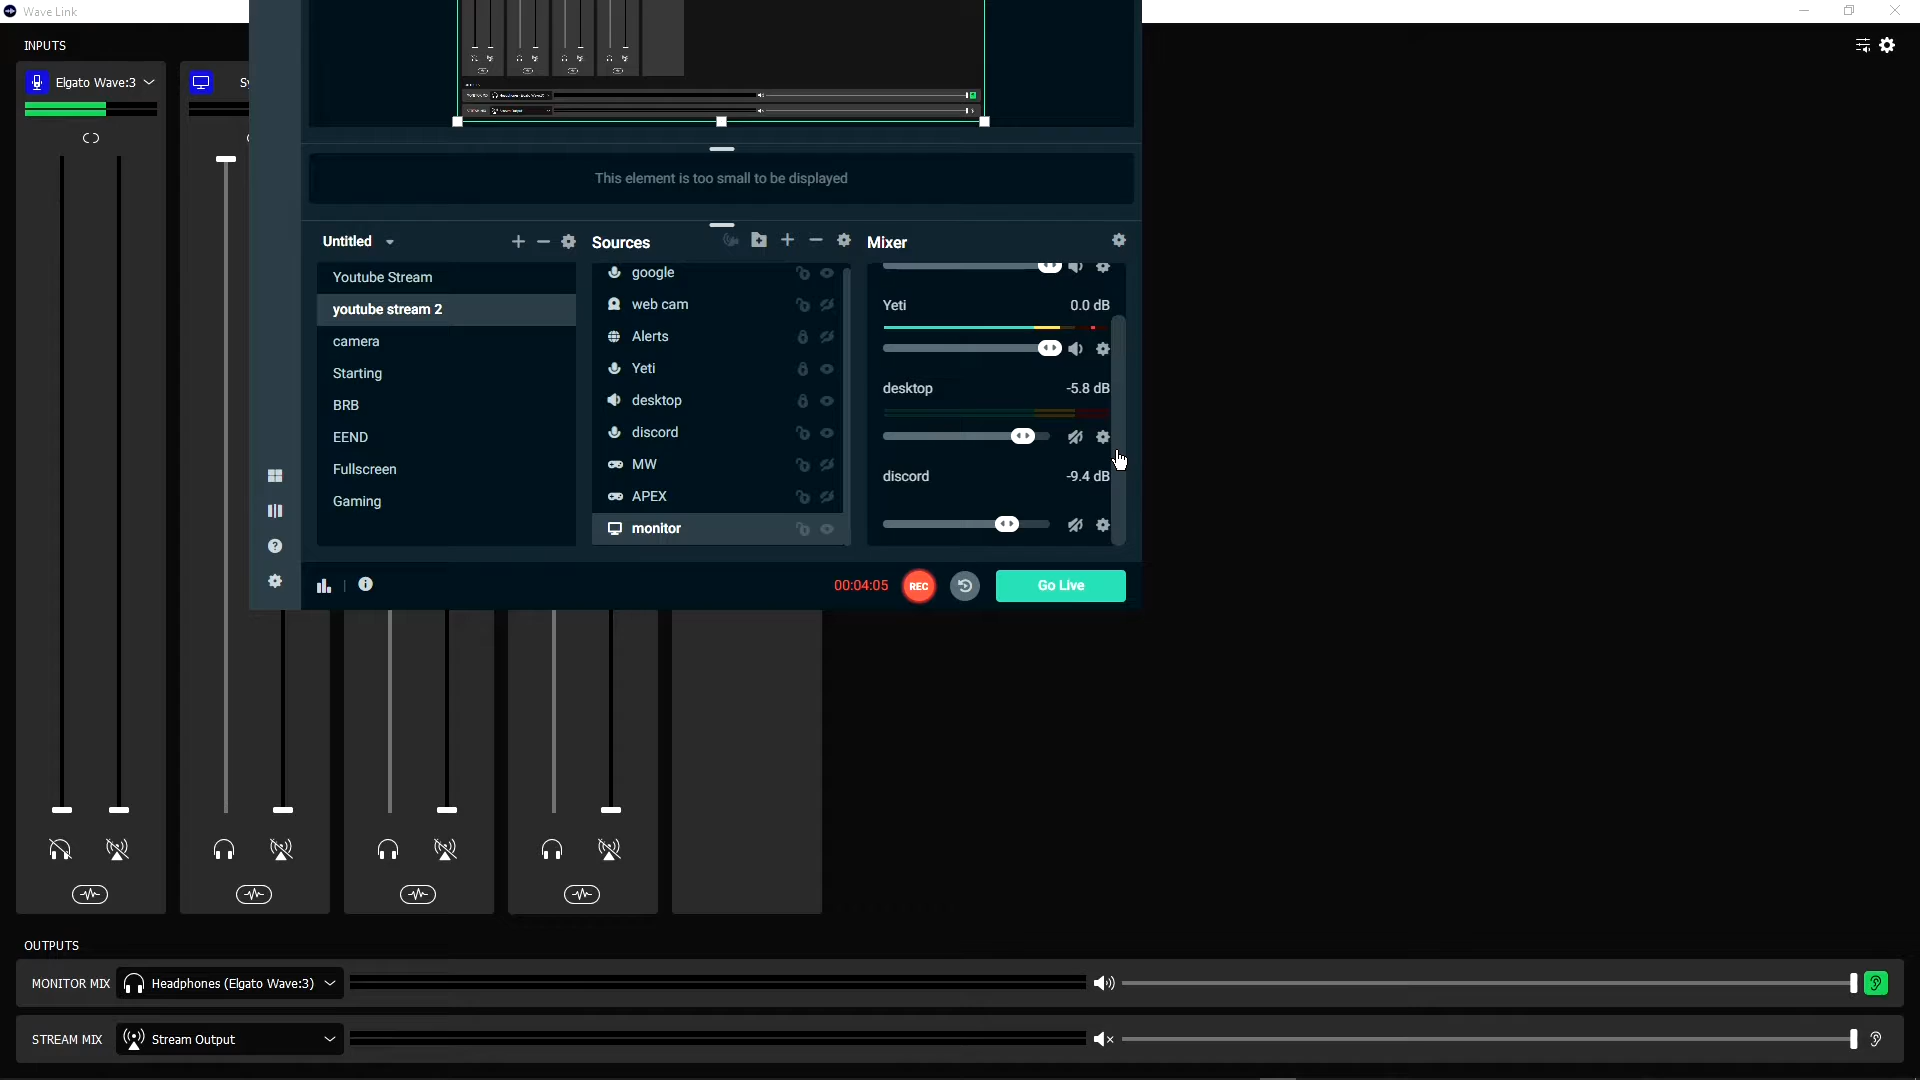 Wave Link
INPUTS
Elgato Wave:3
Sy
This element is too small to be displayed
Untitled
Sources
Mixer
Youtube Stream
youtube stream 2
camera
Starting
BRB
EEND
Fullscreen
Gaming
google
web cam
Alerts
Yeti
desktop
discord
MW
APEX
monitor
Yeti 0.0 dB
desktop -5.8 dB
discord -9.4 dB
00:04:05 REC Go Live
OUTPUTS
MONITOR MIX Headphones (Elgato Wave:3)
STREAM MIX Stream Output